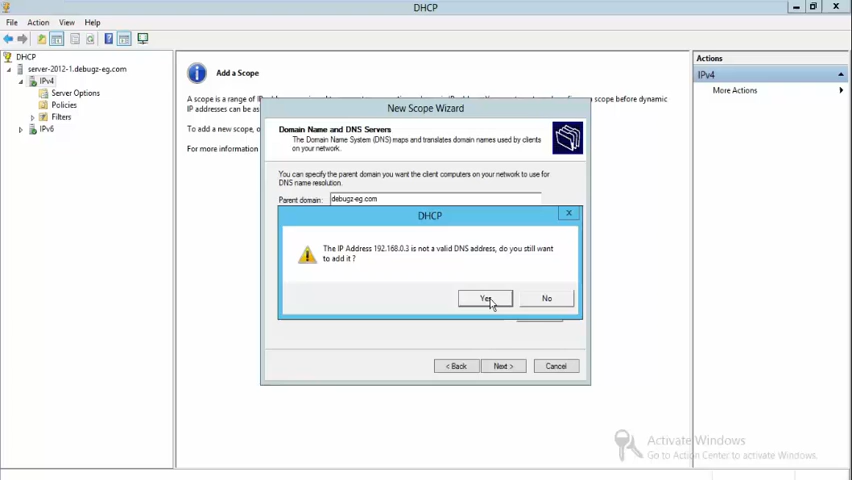 DHCP
File Action View Help
DHCP
server-2012-1.debugz-eg.com
IPv4
Server Options
Policies
Filters
IPv6
Add a Scope
A scope is a range of IP
scope before dynamic
IP addresses can be as
To add a new scope,
For more information
New Scope Wizard
Domain Name and DNS Servers
The Domain Name System (DNS) maps and translates domain names used by clients
on your network.
You can specify the parent domain you want the client computers on your network to use for
DNS name resolution.
Parent domain: debugz-eg.com
DHCP
X
The IP Address 192.168.0.3 is not a valid DNS address, do you still want
to add it ?
Yes No
< Back Next > Cancel
Actions
IPv4
More Actions
Activate Windows
Go to Action Center to activate Windows.